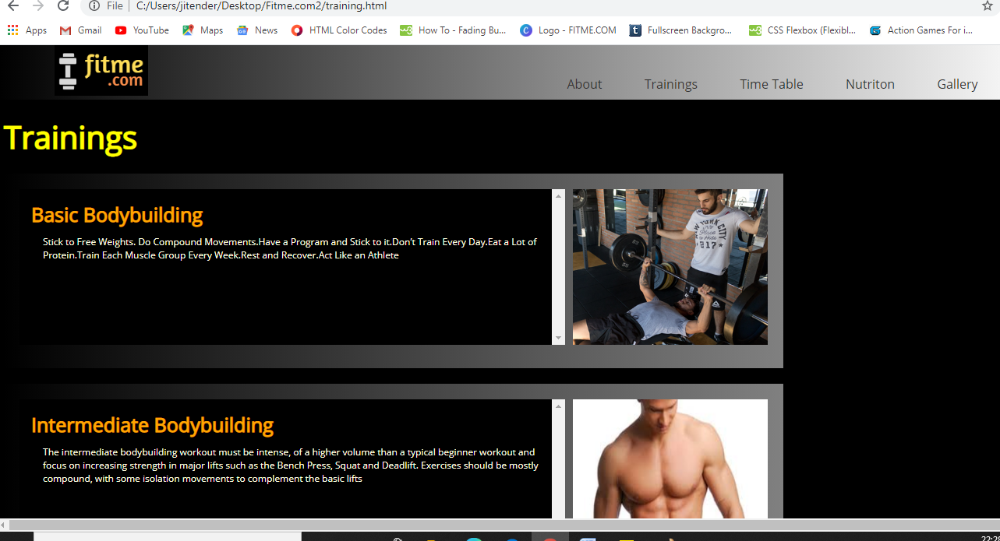 File C:/Users/jitender/Desktop/Fitme.com2/training.html
Apps Gmail YouTube Maps News HTML Color Codes How To - Fading Bu... Logo - FITME.COM Fullscreen Backgro... CSS Flexbox (Flexibl... Action Games For i...
fitme
.com
About Trainings Time Table Nutriton Gallery
Trainings
Basic Bodybuilding
Stick to Free Weights. Do Compound Movements.Have a Program and Stick to it.Don't Train Every Day.Eat a Lot of
Protein.Train Each Muscle Group Every Week.Rest and Recover.Act Like an Athlete
NEW YORK CITY
817
Intermediate Bodybuilding
The intermediate bodybuilding workout must be intense, of a higher volume than a typical beginner workout and
focus on increasing strength in major lifts such as the Bench Press, Squat and Deadlift. Exercises should be mostly
compound, with some isolation movements to complement the basic lifts